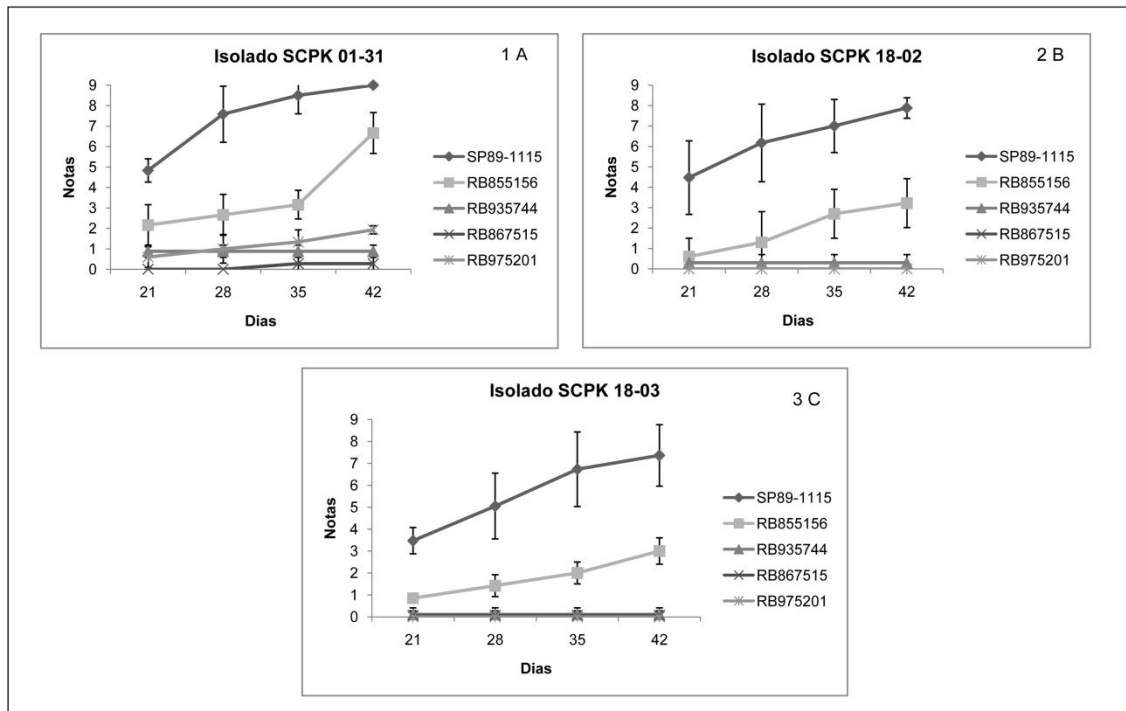 Isolado SCPK 01-31
1 A
Notas
9
8
7
6
5
4
3
2
1
0
21 28 35 42
Dias
SP89-1115
RB855156
RB935744
RB867515
RB975201
Isolado SCPK 18-02
2 B
Notas
9
8
7
6
5
4
3
2
1
0
21 28 35 42
Dias
SP89-1115
RB855156
RB935744
RB867515
RB975201
Isolado SCPK 18-03
3 C
Notas
9
8
7
6
5
4
3
2
1
0
21 28 35 42
Dias
SP89-1115
RB855156
RB935744
RB867515
RB975201